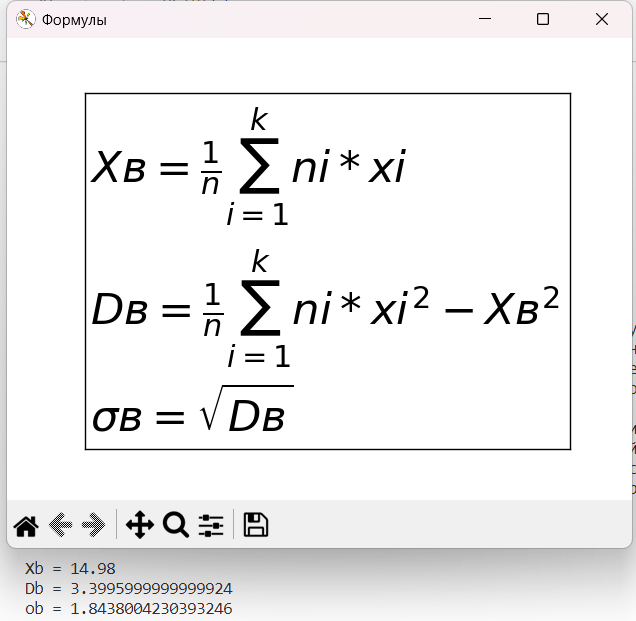 Формулы
Xв = 1/n ∑ k i = 1 ni * xi
Dв = 1/n ∑ k i = 1 ni * xi² − Xв²
σв = √Dв
Xb = 14.98
Db = 3.3995999999999924
ob = 1.8438004230393246